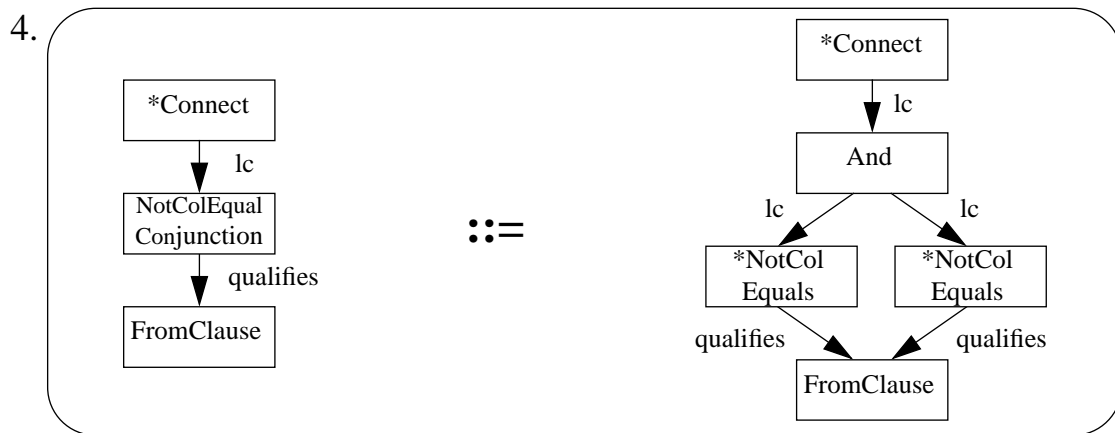 4.
*Connect
lc
NotColEqual
Conjunction
qualifies
FromClause
::=
*Connect
lc
And
lc lc
*NotCol *NotCol
Equals Equals
qualifies qualifies
FromClause